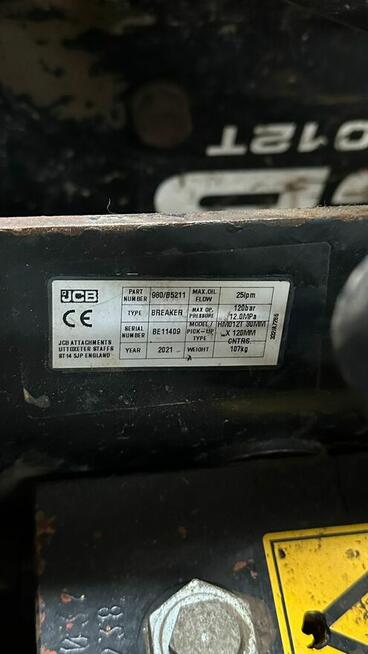 012T
JCB
CE
PART NUMBER 980/B5211 MAX.OIL FLOW 25lpm
TYPE BREAKER MAX OP. PRESSURE 120bar 12.0MPa
SERIAL NUMBER BE11409 MODEL/ PICK-UP TYPE HM012T 30MM X 120MM CNTRS
YEAR 2021 WEIGHT 107kg
JCB ATTACHMENTS
UTTOXETER STAFFS
ST14 5JP ENGLAND